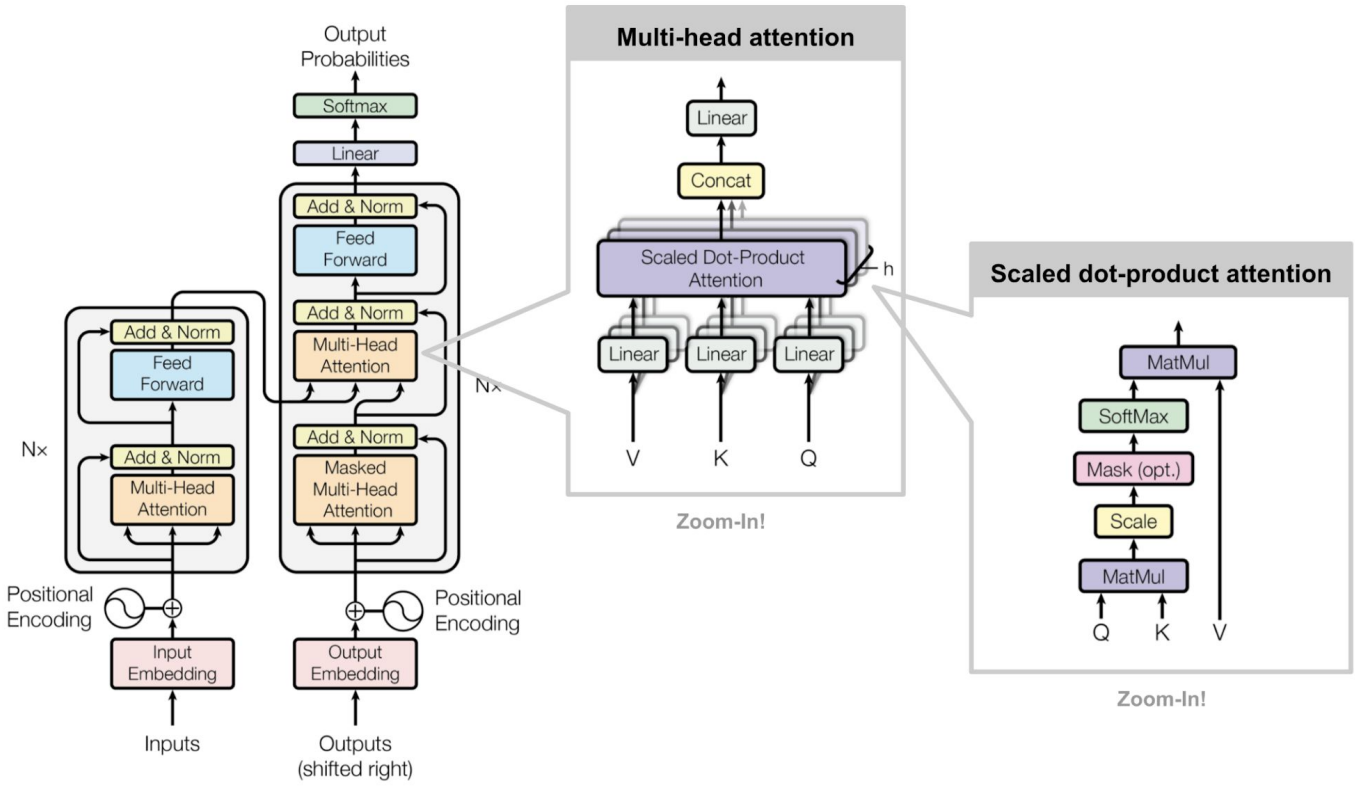 Output
Probabilities
Softmax
Linear
Add & Norm
Feed
Forward
Add & Norm
Multi-Head
Attention
Add & Norm
Masked
Multi-Head
Attention
Nx
Positional
Encoding
Output
Embedding
Outputs
(shifted right)
Add & Norm
Feed
Forward
Add & Norm
Multi-Head
Attention
Nx
Positional
Encoding
Input
Embedding
Inputs
Multi-head attention
Linear
Concat
Scaled Dot-Product
Attention
h
Linear Linear Linear
V K Q
Zoom-In!
Scaled dot-product attention
MatMul
SoftMax
Mask (opt.)
Scale
MatMul
Q K V
Zoom-In!